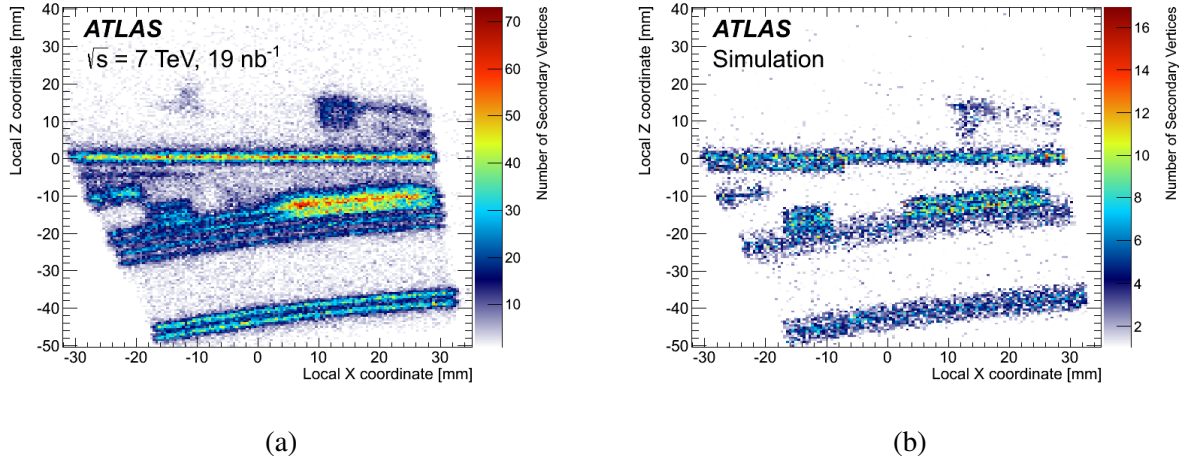 Local Z coordinate [mm]
40
30
20
10
0
-10
-20
-30
-40
-50
ATLAS
√s = 7 TeV, 19 nb⁻¹
-30 -20 -10 0 10 20 30
Local X coordinate [mm]
70
60
50
40
30
20
10
Number of Secondary Vertices
(a)
Local Z coordinate [mm]
40
30
20
10
0
-10
-20
-30
-40
-50
ATLAS
Simulation
-30 -20 -10 0 10 20 30
Local X coordinate [mm]
16
14
12
10
8
6
4
2
Number of Secondary Vertices
(b)